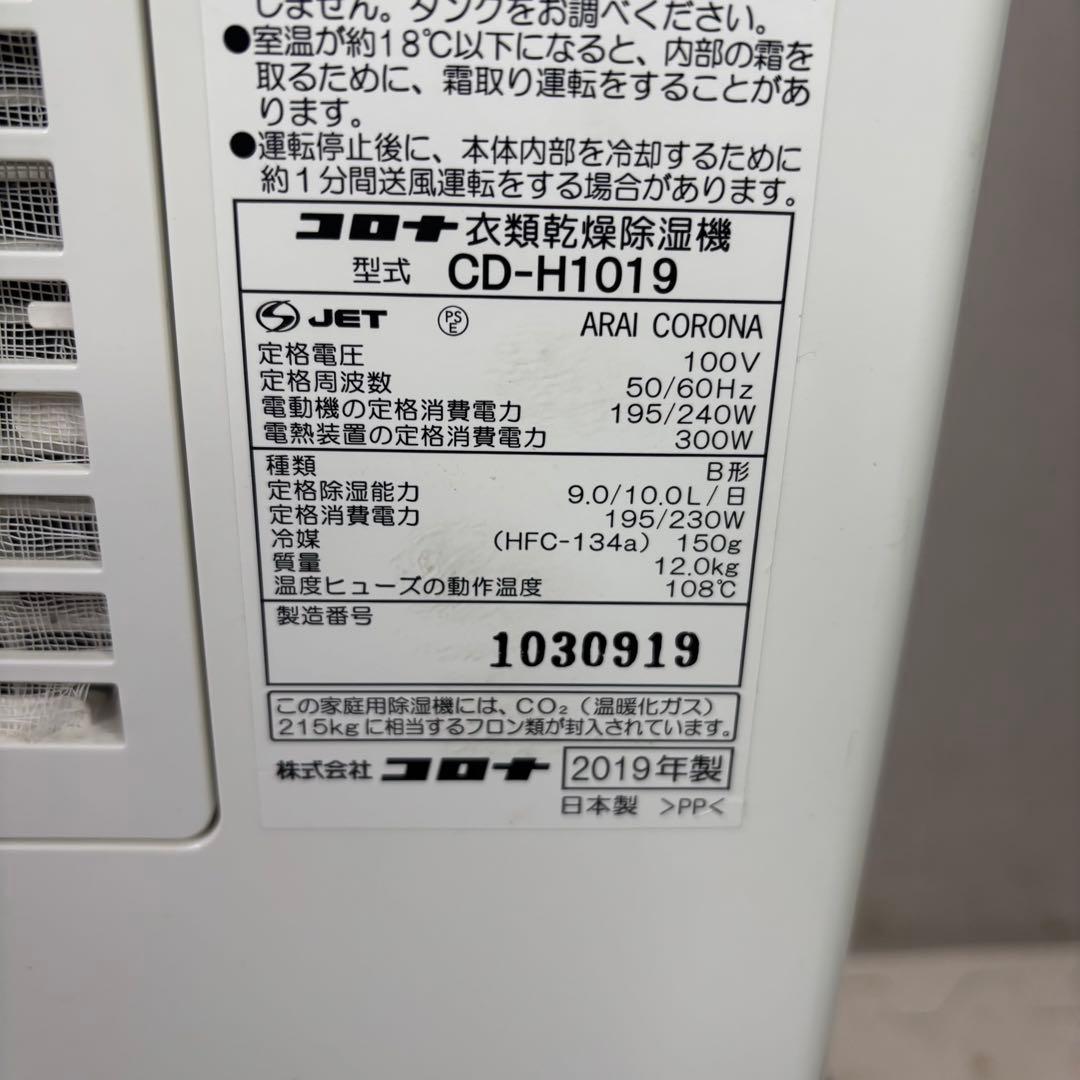 しません。タンクをお調べください。
●室温が約18℃以下になると、内部の霜を
取るために、霜取り運転をすることがあ
ります。
●運転停止後に、本体内部を冷却するために
約1分間送風運転をする場合があります。
コロナ 衣類乾燥除湿機
型式 CD-H1019
JET PSE ARAI CORONA
定格電圧 100V
定格周波数 50/60Hz
電動機の定格消費電力 195/240W
電熱装置の定格消費電力 300W
種類 B形
定格除湿能力 9.0/10.0L/日
定格消費電力 195/230W
冷媒 (HFC-134a) 150g
質量 12.0kg
温度ヒューズの動作温度 108℃
製造番号
1030919
この家庭用除湿機には、CO₂(温暖化ガス)
215kgに相当するフロン類が封入されています。
株式会社 コロナ 2019年製
日本製 >PP<